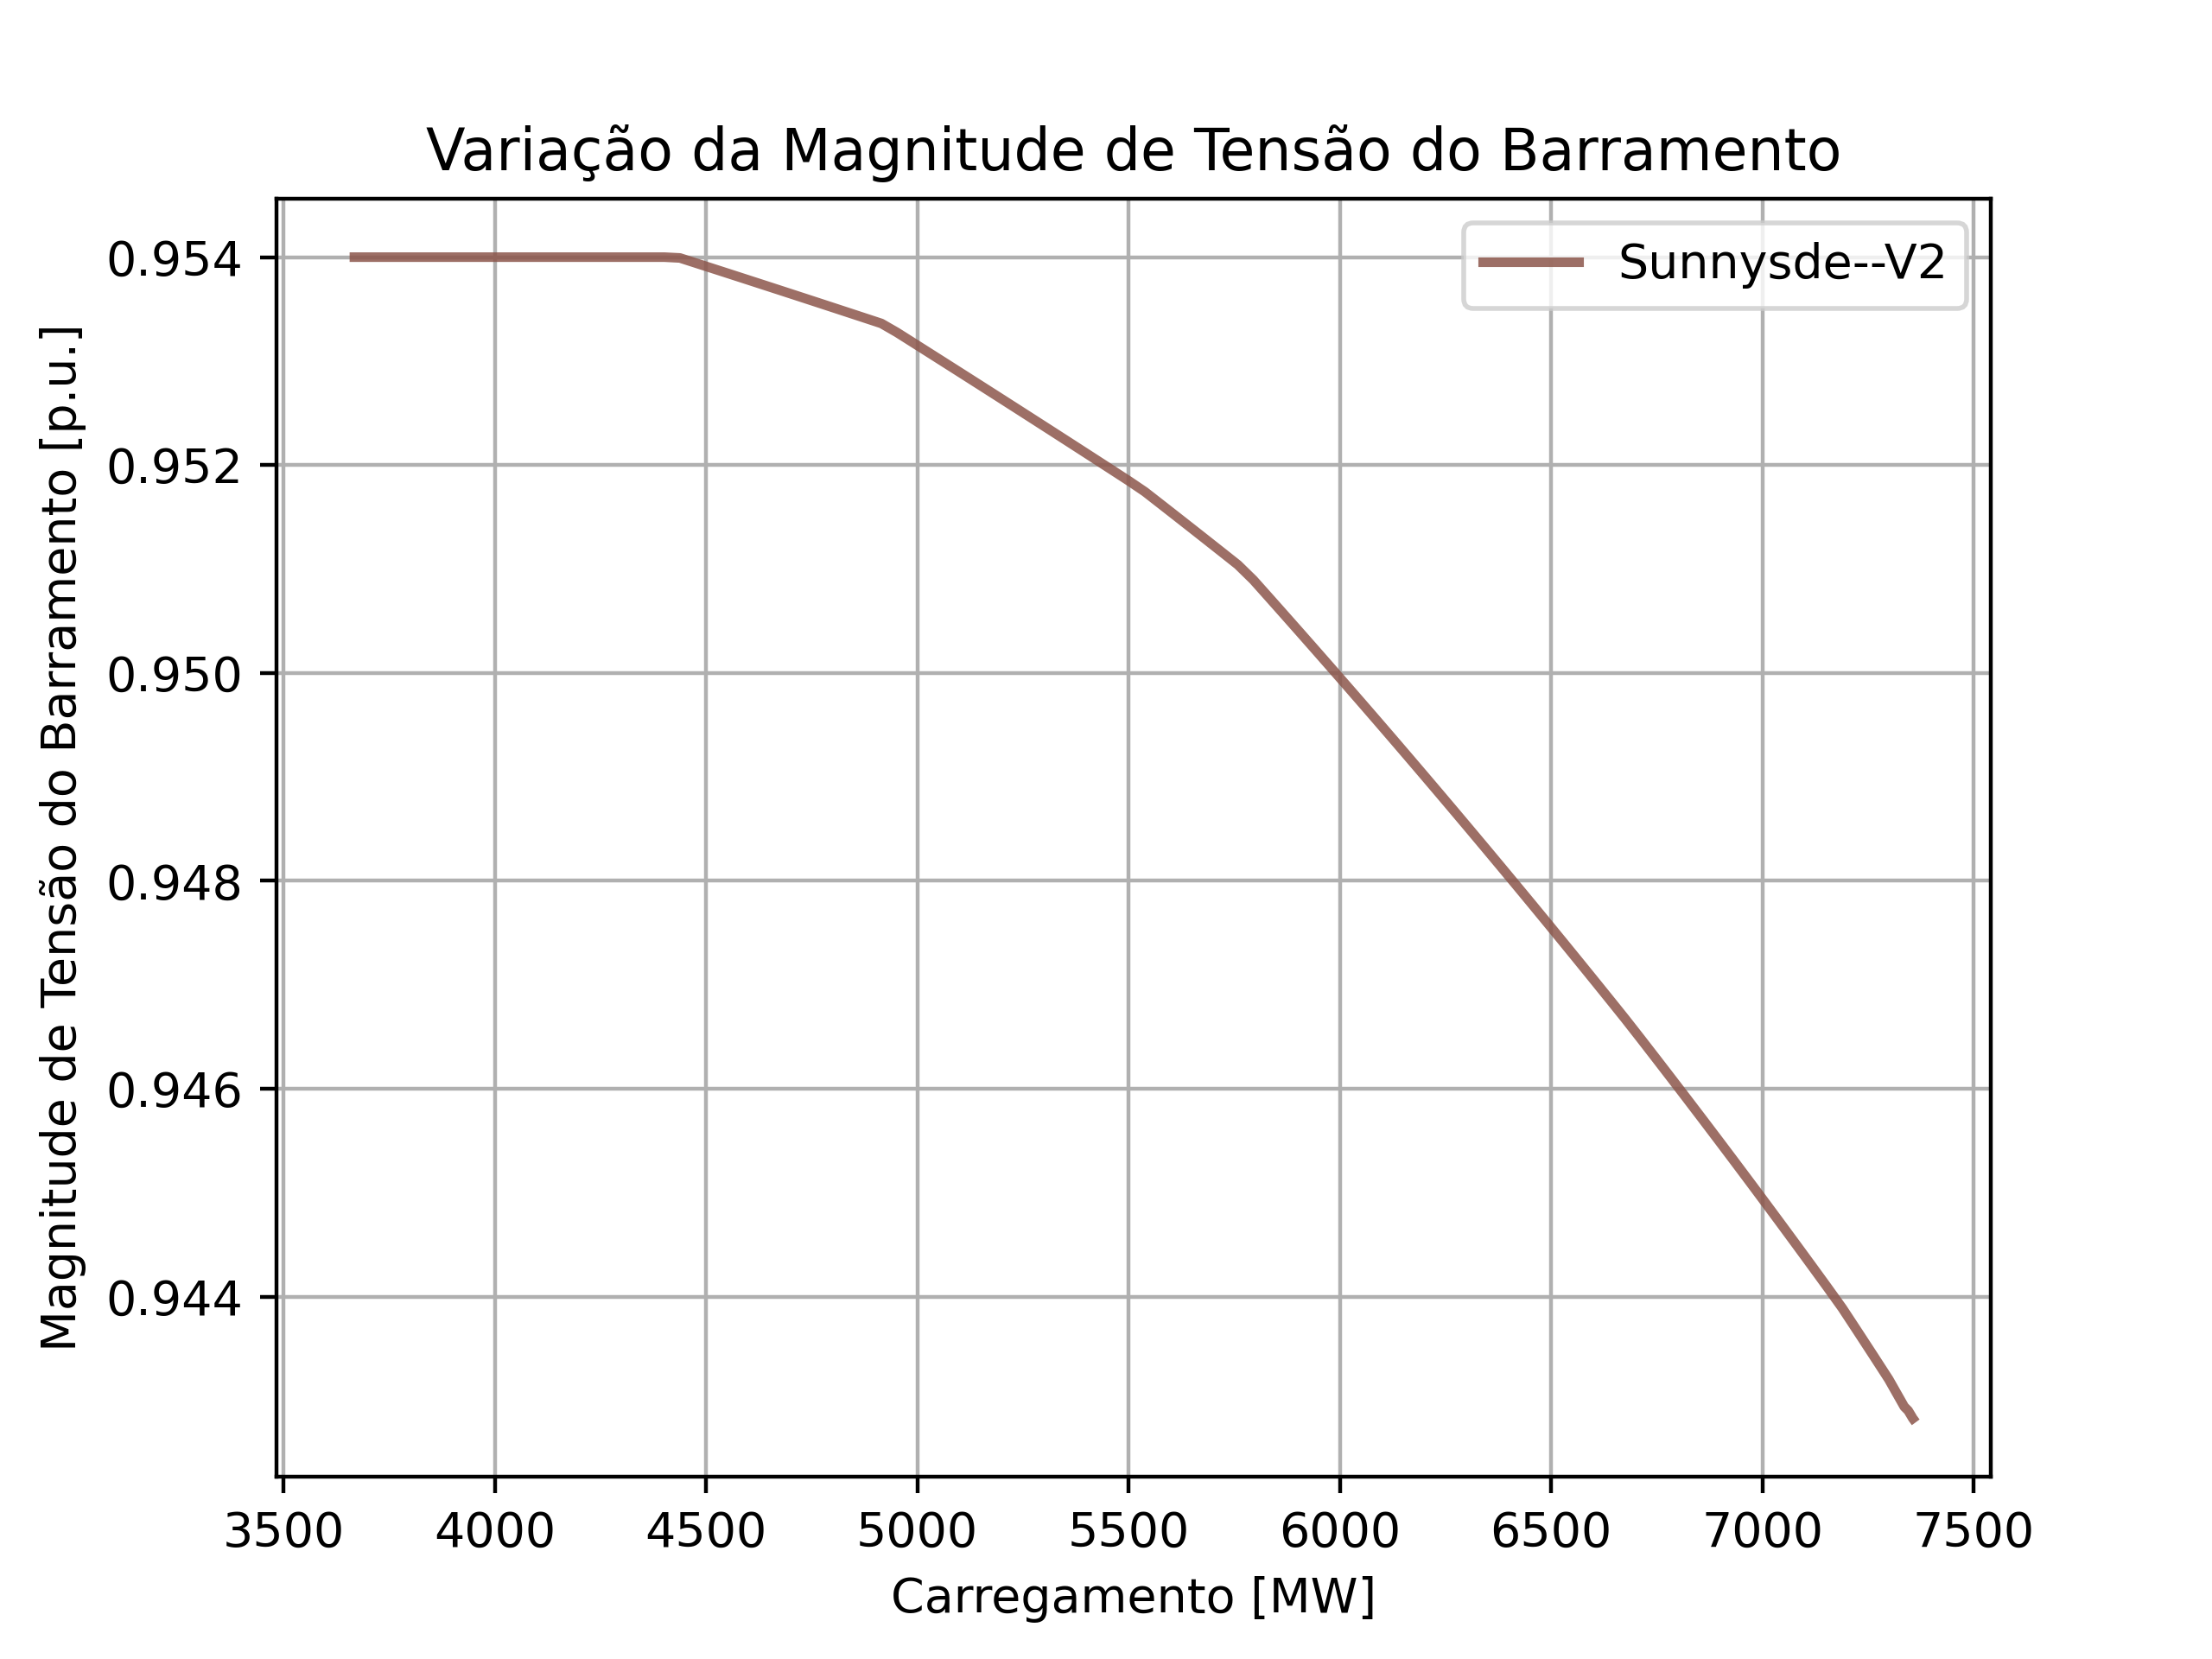 Variação da Magnitude de Tensão do Barramento
Sunnysde--V2
Magnitude de Tensão do Barramento [p.u.]
0.954
0.952
0.950
0.948
0.946
0.944
3500 4000 4500 5000 5500 6000 6500 7000 7500
Carregamento [MW]